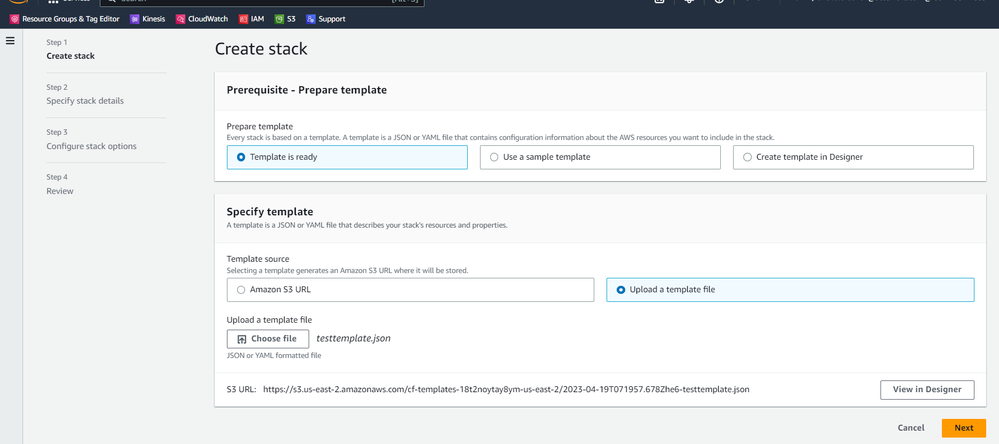 Services
Search
[Alt+S]
Resource Groups & Tag Editor
Kinesis
CloudWatch
IAM
S3
Support
Step 1
Create stack
Step 2
Specify stack details
Step 3
Configure stack options
Step 4
Review
Create stack
Prerequisite - Prepare template
Prepare template
Every stack is based on a template. A template is a JSON or YAML file that contains configuration information about the AWS resources you want to include in the stack.
Template is ready
Use a sample template
Create template in Designer
Specify template
A template is a JSON or YAML file that describes your stack's resources and properties.
Template source
Selecting a template generates an Amazon S3 URL where it will be stored.
Amazon S3 URL
Upload a template file
Upload a template file
Choose file testtemplate.json
JSON or YAML formatted file
S3 URL: https://s3.us-east-2.amazonaws.com/cf-templates-18t2noytay8ym-us-east-2/2023-04-19T071957.678Zhe6-testtemplate.json
View in Designer
Cancel
Next